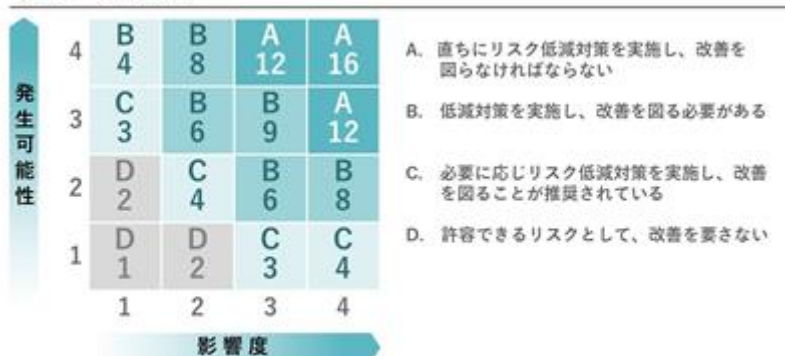 発生可能性
4
B
4
B
8
A
12
A
16
3
C
3
B
6
B
9
A
12
2
D
2
C
4
B
6
B
8
1
D
1
D
2
C
3
C
4
1 2 3 4
影響度
A. 直ちにリスク低減対策を実施し、改善を
図らなければならない
B. 低減対策を実施し、改善を図る必要がある
C. 必要に応じリスク低減対策を実施し、改善
を図ることが推奨されている
D. 許容できるリスクとして、改善を要さない